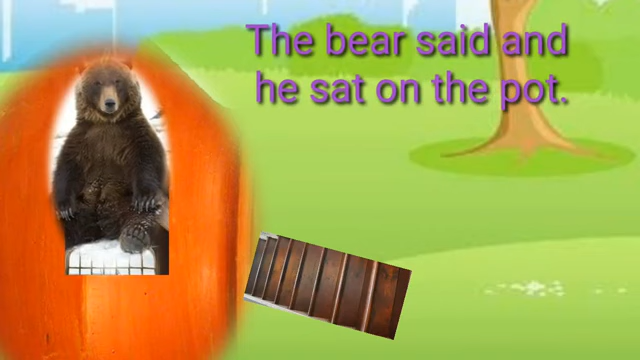 The bear said and
he sat on the pot.